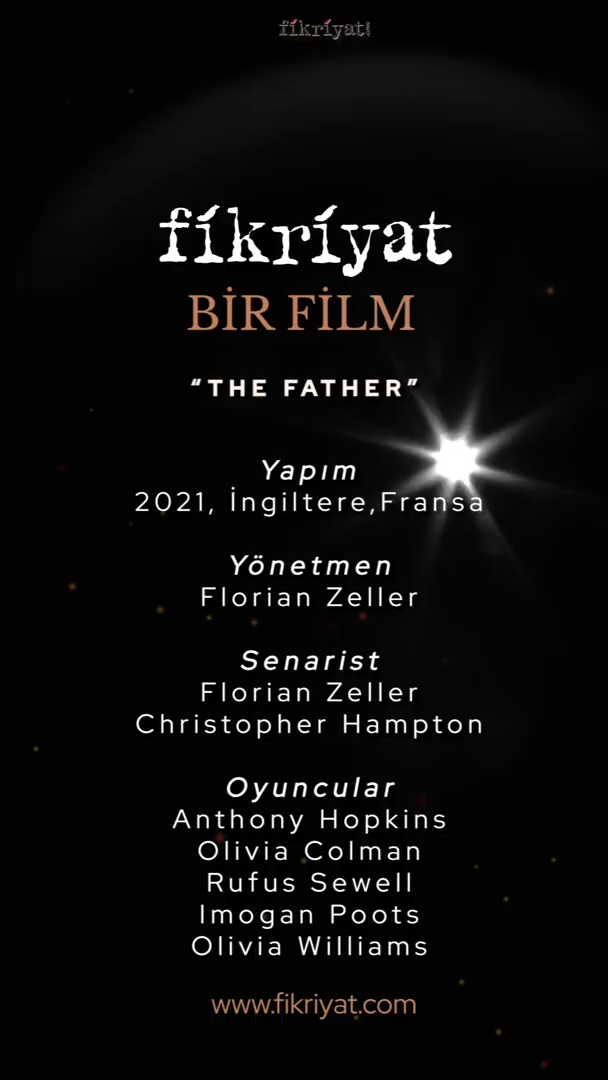 fikriyat!
fíkríyat
BİR FİLM
“THE FATHER”
Yapım
2021, İngiltere,Fransa
Yönetmen
Florian Zeller
Senarist
Florian Zeller
Christopher Hampton
Oyuncular
Anthony Hopkins
Olivia Colman
Rufus Sewell
Imogan Poots
Olivia Williams
www.fikriyat.com